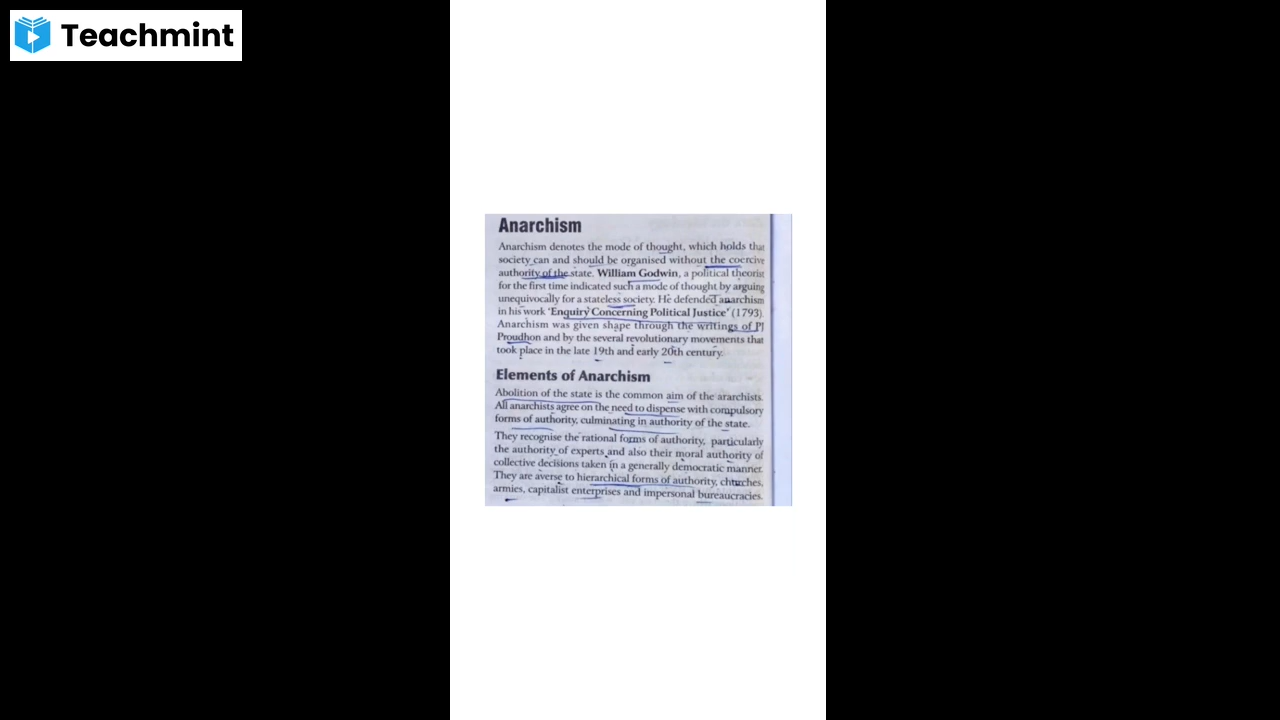 Teachmint
Anarchism
Anarchism denotes the mode of thought, which holds that
society can and should be organised without the coercive
authority of the state. William Godwin, a political theorist
for the first time indicated such a mode of thought by arguing
unequivocally for a stateless society. He defended anarchism
in his work 'Enquiry Concerning Political Justice' (1793).
Anarchism was given shape through the writings of PJ
Proudhon and by the several revolutionary movements that
took place in the late 19th and early 20th century.
Elements of Anarchism
Abolition of the state is the common aim of the ararchists.
All anarchists agree on the need to dispense with compulsory
forms of authority, culminating in authority of the state.
They recognise the rational forms of authority, particularly
the authority of experts and also their moral authority of
collective decisions taken in a generally democratic manner.
They are averse to hierarchical forms of authority, churches,
armies, capitalist enterprises and impersonal bureaucracies.